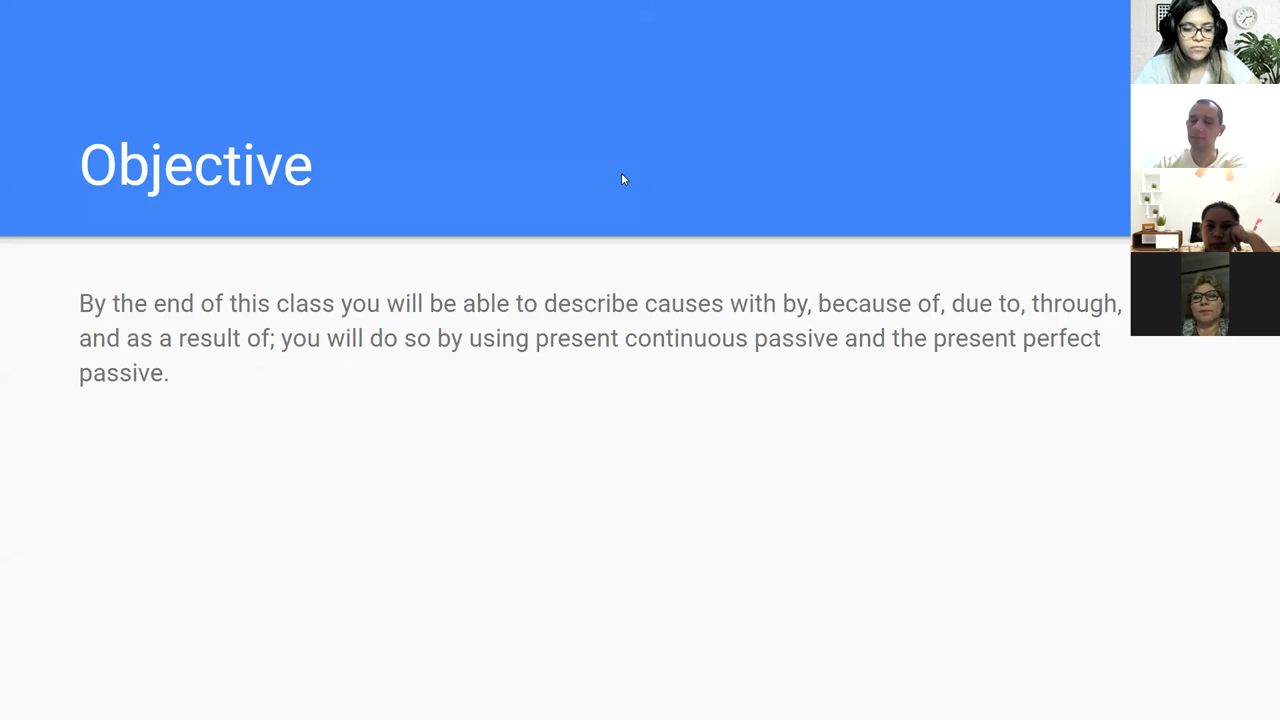 Objective
By the end of this class you will be able to describe causes with by, because of, due to, through,
and as a result of; you will do so by using present continuous passive and the present perfect
passive.